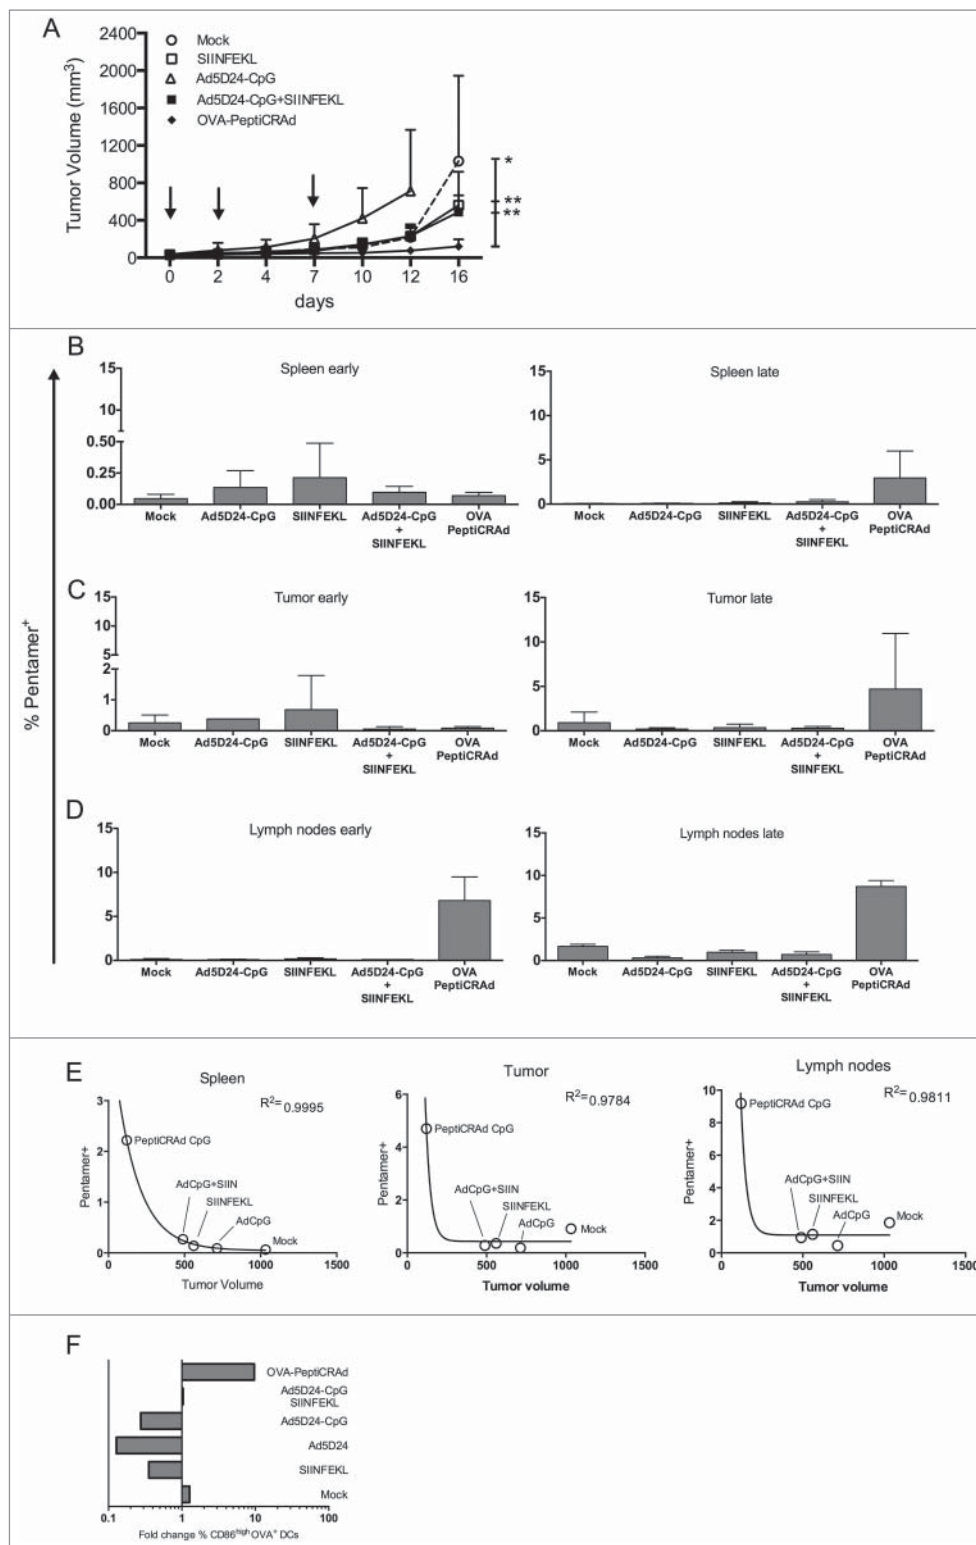 A
Tumor Volume (mm³)
2400
2000
1600
1200
800
400
0
Mock
SIINFEKL
Ad5D24-CpG
Ad5D24-CpG+SIINFEKL
OVA-PeptiCRAd
*
**
**
0 2 4 7 10 12 16
days
% Pentamer⁺
B
Spleen early
15
10
0.50
0.25
0.00
Mock Ad5D24-CpG SIINFEKL Ad5D24-CpG OVA
+ PeptiCRAd
SIINFEKL
Spleen late
15
10
5
0
Mock Ad5D24-CpG SIINFEKL Ad5D24-CpG OVA
+ PeptiCRAd
SIINFEKL
C
Tumor early
15
10
5
2
1
0
Mock Ad5D24-CpG SIINFEKL Ad5D24-CpG OVA
+ PeptiCRAd
SIINFEKL
Tumor late
15
10
5
0
Mock Ad5D24-CpG SIINFEKL Ad5D24-CpG OVA
+ PeptiCRAd
SIINFEKL
D
Lymph nodes early
15
10
5
0
Mock Ad5D24-CpG SIINFEKL Ad5D24-CpG OVA
+ PeptiCRAd
SIINFEKL
Lymph nodes late
15
10
5
0
Mock Ad5D24-CpG SIINFEKL Ad5D24-CpG OVA
+ PeptiCRAd
SIINFEKL
E
Spleen
R²=0.9995
Pentamer+
3
2
1
0
PeptiCRAd CpG
AdCpG+SIIN
SIINFEKL
AdCpG
Mock
0 500 1000 1500
Tumor Volume
Tumor
R²=0.9784
Pentamer+
6
4
2
0
PeptiCRAd CpG
AdCpG+SIIN
SIINFEKL
AdCpG
Mock
0 500 1000 1500
Tumor volume
Lymph nodes
R²=0.9811
Pentamer+
10
8
6
4
2
0
PeptiCRAd CpG
AdCpG+SIIN
SIINFEKL
AdCpG
Mock
0 500 1000 1500
Tumor volume
F
OVA-PeptiCRAd
Ad5D24-CpG
SIINFEKL
Ad5D24-CpG
Ad5D24
SIINFEKL
Mock
0.1 1 10 100
Fold change % CD86ʰⁱᵍʰ OVA⁺ DCs